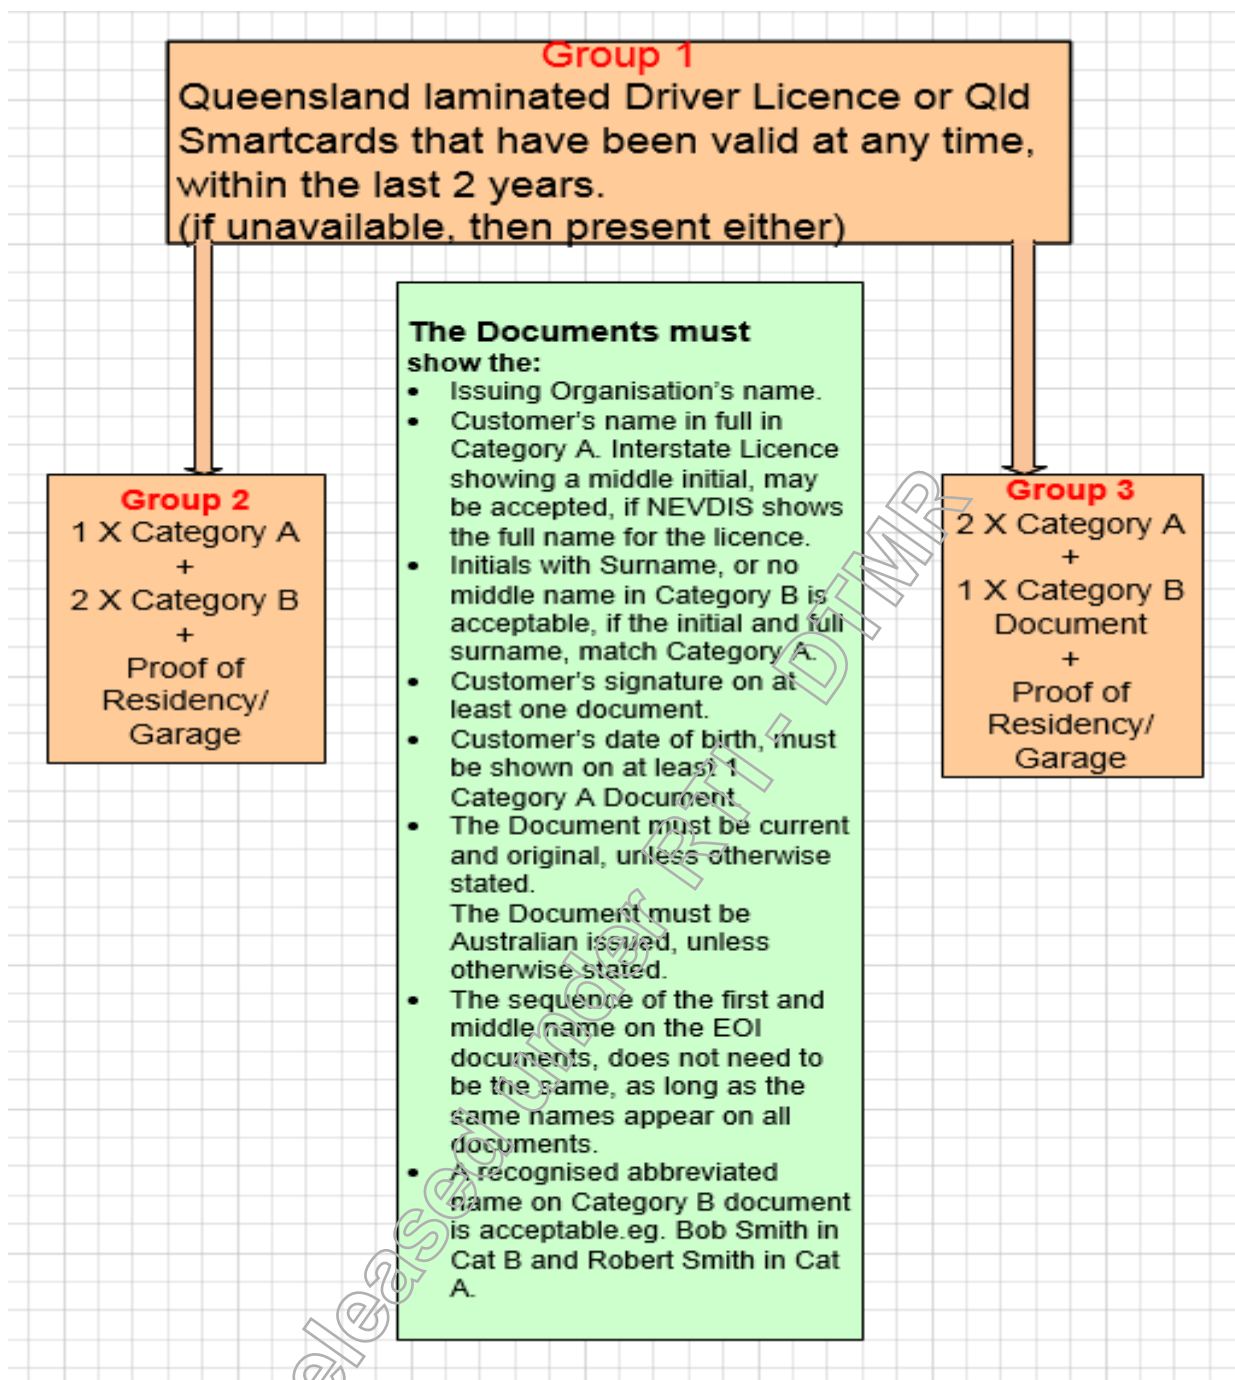 Group 1
Queensland laminated Driver Licence or Qld
Smartcards that have been valid at any time,
within the last 2 years.
(if unavailable, then present either)
Group 2
1 X Category A
+
2 X Category B
+
Proof of
Residency/
Garage
The Documents must
show the:
• Issuing Organisation's name.
• Customer's name in full in
Category A. Interstate Licence
showing a middle initial, may
be accepted, if NEVDIS shows
the full name for the licence.
• Initials with Surname, or no
middle name in Category B is
acceptable, if the initial and full
surname, match Category A.
• Customer's signature on at
least one document.
• Customer's date of birth, must
be shown on at least 1
Category A Document.
• The Document must be current
and original, unless otherwise
stated.
The Document must be
Australian issued, unless
otherwise stated.
• The sequence of the first and
middle name on the EOI
documents, does not need to
be the same, as long as the
same names appear on all
documents.
• A recognised abbreviated
name on Category B document
is acceptable.eg. Bob Smith in
Cat B and Robert Smith in Cat
A.
Group 3
2 X Category A
+
1 X Category B
Document
+
Proof of
Residency/
Garage
eleased under RTI - DTMR